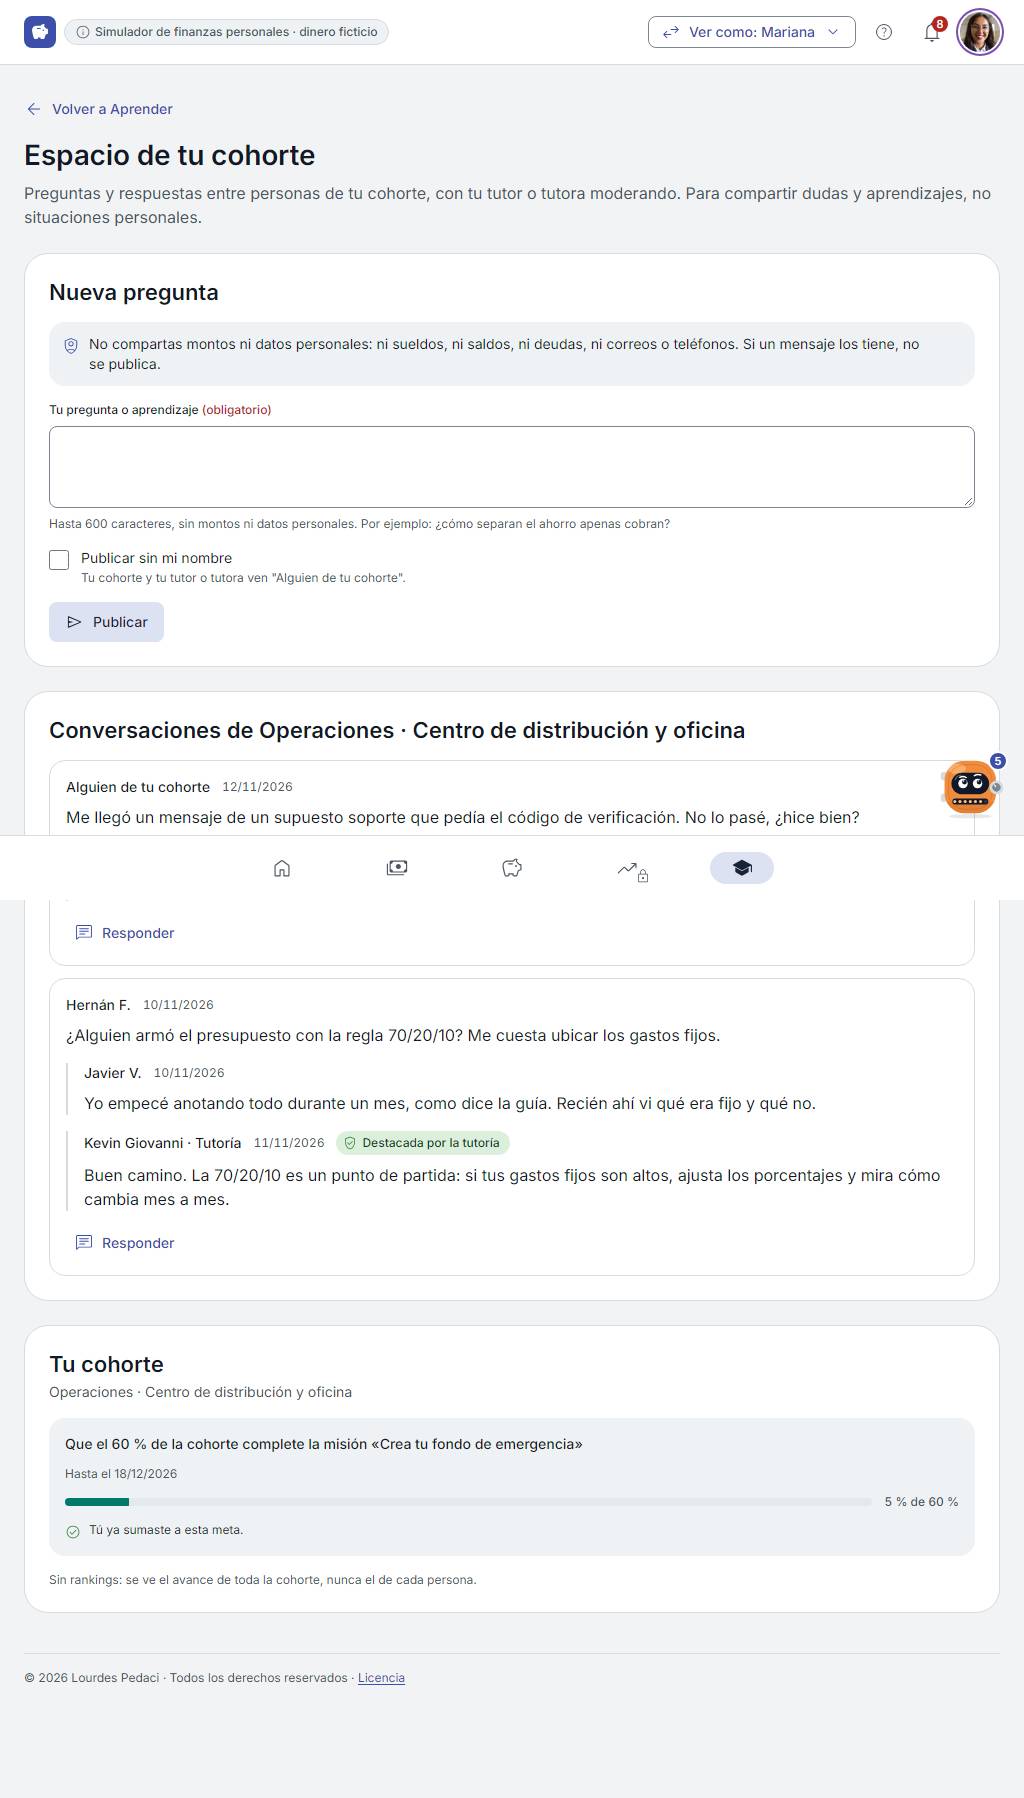 Simulador de finanzas personales · dinero ficticio
Ver como: Mariana
8
Volver a Aprender
Espacio de tu cohorte
Preguntas y respuestas entre personas de tu cohorte, con tu tutor o tutora moderando. Para compartir dudas y aprendizajes, no
situaciones personales.
Nueva pregunta
No compartas montos ni datos personales: ni sueldos, ni saldos, ni deudas, ni correos o teléfonos. Si un mensaje los tiene, no
se publica.
Tu pregunta o aprendizaje (obligatorio)
Hasta 600 caracteres, sin montos ni datos personales. Por ejemplo: ¿cómo separan el ahorro apenas cobran?
Publicar sin mi nombre
Tu cohorte y tu tutor o tutora ven "Alguien de tu cohorte".
Publicar
Conversaciones de Operaciones · Centro de distribución y oficina
5
Alguien de tu cohorte 12/11/2026
Me llegó un mensaje de un supuesto soporte que pedía el código de verificación. No lo pasé, ¿hice bien?
Responder
Hernán F. 10/11/2026
¿Alguien armó el presupuesto con la regla 70/20/10? Me cuesta ubicar los gastos fijos.
Javier V. 10/11/2026
Yo empecé anotando todo durante un mes, como dice la guía. Recién ahí vi qué era fijo y qué no.
Kevin Giovanni · Tutoría 11/11/2026 Destacada por la tutoría
Buen camino. La 70/20/10 es un punto de partida: si tus gastos fijos son altos, ajusta los porcentajes y mira cómo
cambia mes a mes.
Responder
Tu cohorte
Operaciones · Centro de distribución y oficina
Que el 60 % de la cohorte complete la misión «Crea tu fondo de emergencia»
Hasta el 18/12/2026
5 % de 60 %
Tú ya sumaste a esta meta.
Sin rankings: se ve el avance de toda la cohorte, nunca el de cada persona.
© 2026 Lourdes Pedaci · Todos los derechos reservados · Licencia